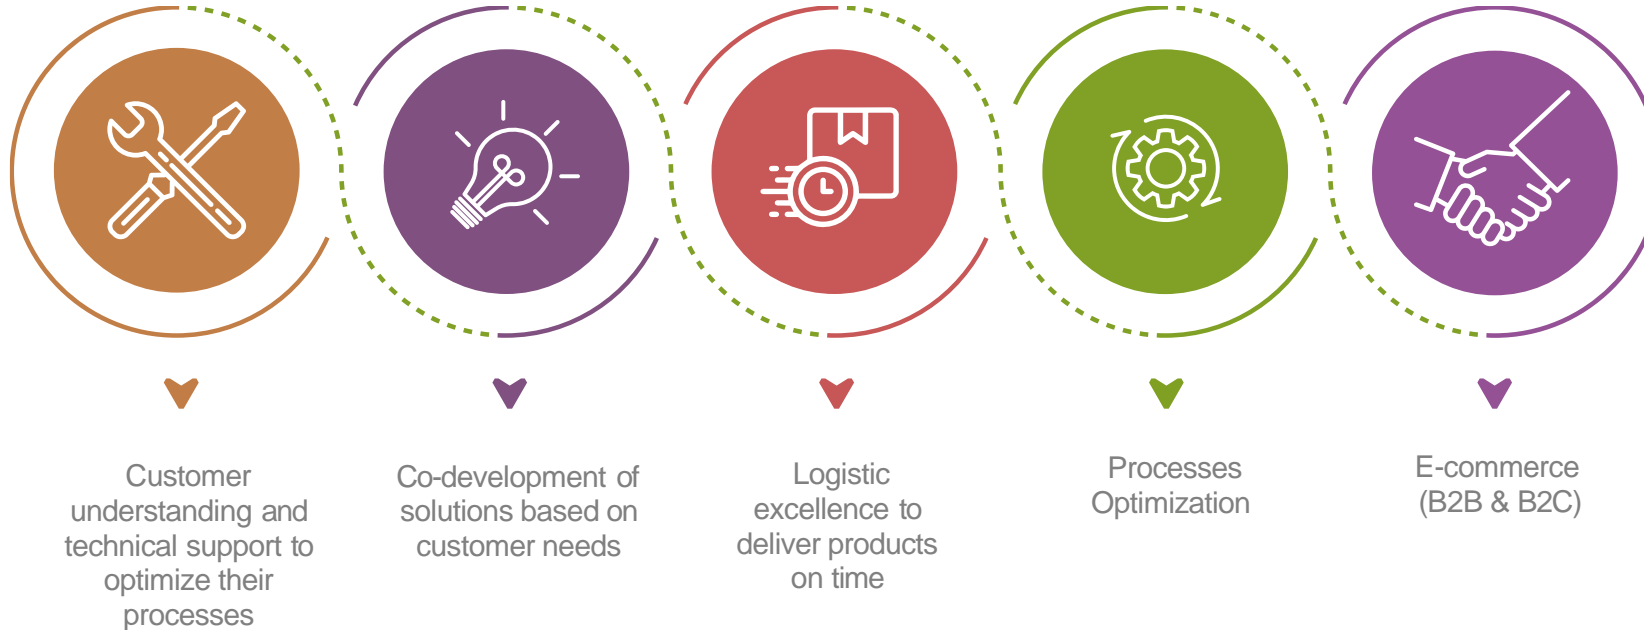 Customer
understanding and
technical support to
optimize their
processes
Co-development of
solutions based on
customer needs
Logistic
excellence to
deliver products
on time
Processes
Optimization
E-commerce
(B2B & B2C)